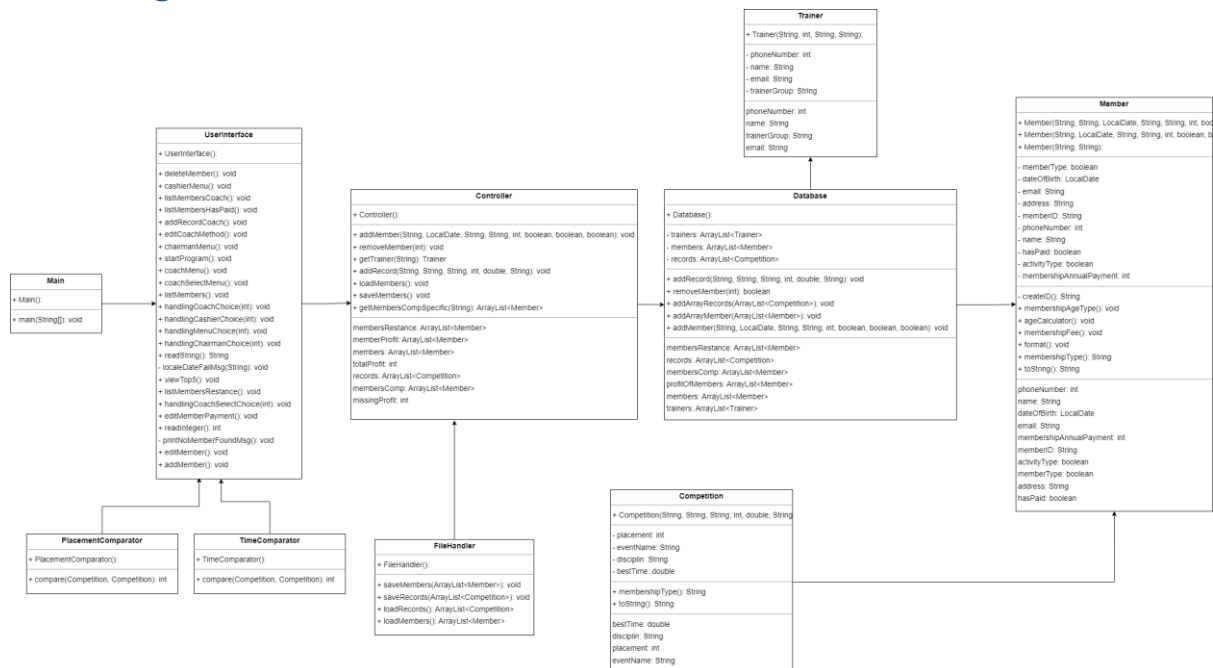 Main
+ Main():
+ main(String[]): void
UserInterface
+ UserInterface():
+ deleteMember(): void
+ cashierMenu(): void
+ listMembersCoach(): void
+ listMembersHasPaid(): void
+ addRecordCoach(): void
+ editCoachMethod(): void
+ chairmanMenu(): void
+ startProgram(): void
+ coachMenu(): void
+ coachSelectMenu(): void
+ listMembers(): void
+ handlingCoachChoice(int): void
+ handlingCashierChoice(int): void
+ handlingMenuChoice(int): void
+ handlingChairmanChoice(int): void
+ readString(): String
- localeDateFailMsg(String): void
+ viewTop5(): void
+ listMembersRestance(): void
+ handlingCoachSelectChoice(int): void
+ editMemberPayment(): void
+ readInteger(): int
- printNoMemberFoundMsg(): void
+ editMember(): void
+ addMember(): void
PlacementComparator
+ PlacementComparator():
+ compare(Competition, Competition): int
TimeComparator
+ TimeComparator():
+ compare(Competition, Competition): int
Controller
+ Controller():
+ addMember(String, LocalDate, String, String, int, boolean, boolean, boolean): void
+ removeMember(int): void
+ getTrainer(String): Trainer
+ addRecord(String, String, String, int, double, String): void
+ loadMembers(): void
+ saveMembers(): void
+ getMembersCompSpecific(String): ArrayList<Member>
membersRestance: ArrayList<Member>
memberProfit: ArrayList<Member>
members: ArrayList<Member>
totalProfit: int
records: ArrayList<Competition>
membersComp: ArrayList<Member>
missingProfit: int
FileHandler
+ FileHandler():
+ saveMembers(ArrayList<Member>): void
+ saveRecords(ArrayList<Competition>): void
+ loadRecords(): ArrayList<Competition>
+ loadMembers(): ArrayList<Member>
Trainer
+ Trainer(String, int, String, String):
- phoneNumber: int
- name: String
- email: String
- trainerGroup: String
phoneNumber: int
name: String
trainerGroup: String
email: String
Database
+ Database():
- trainers: ArrayList<Trainer>
- members: ArrayList<Member>
- records: ArrayList<Competition>
+ addRecord(String, String, String, int, double, String): void
+ removeMember(int): boolean
+ addArrayRecords(ArrayList<Competition>): void
+ addArrayMember(ArrayList<Member>): void
+ addMember(String, LocalDate, String, String, int, boolean, boolean, boolean): void
membersRestance: ArrayList<Member>
records: ArrayList<Competition>
membersComp: ArrayList<Member>
profitOfMembers: ArrayList<Member>
members: ArrayList<Member>
trainers: ArrayList<Trainer>
Competition
+ Competition(String, String, String, int, double, String
- placement: int
- eventName: String
- disciplin: String
- bestTime: double
+ membershipType(): String
+ toString(): String
bestTime: double
disciplin: String
placement: int
eventName: String
Member
+ Member(String, String, LocalDate, String, String, int, boo
+ Member(String, LocalDate, String, String, int, boolean, b
+ Member(String, String):
- memberType: boolean
- dateOfBirth: LocalDate
- email: String
- address: String
- memberID: String
- phoneNumber: int
- name: String
- hasPaid: boolean
- activityType: boolean
- membershipAnnualPayment: int
- createID(): String
+ membershipAgeType(): void
+ ageCalculator(): void
+ membershipFee(): void
+ format(): void
+ membershipType(): String
+ toString(): String
phoneNumber: int
name: String
dateOfBirth: LocalDate
email: String
membershipAnnualPayment: int
memberID: String
activityType: boolean
memberType: boolean
address: String
hasPaid: boolean